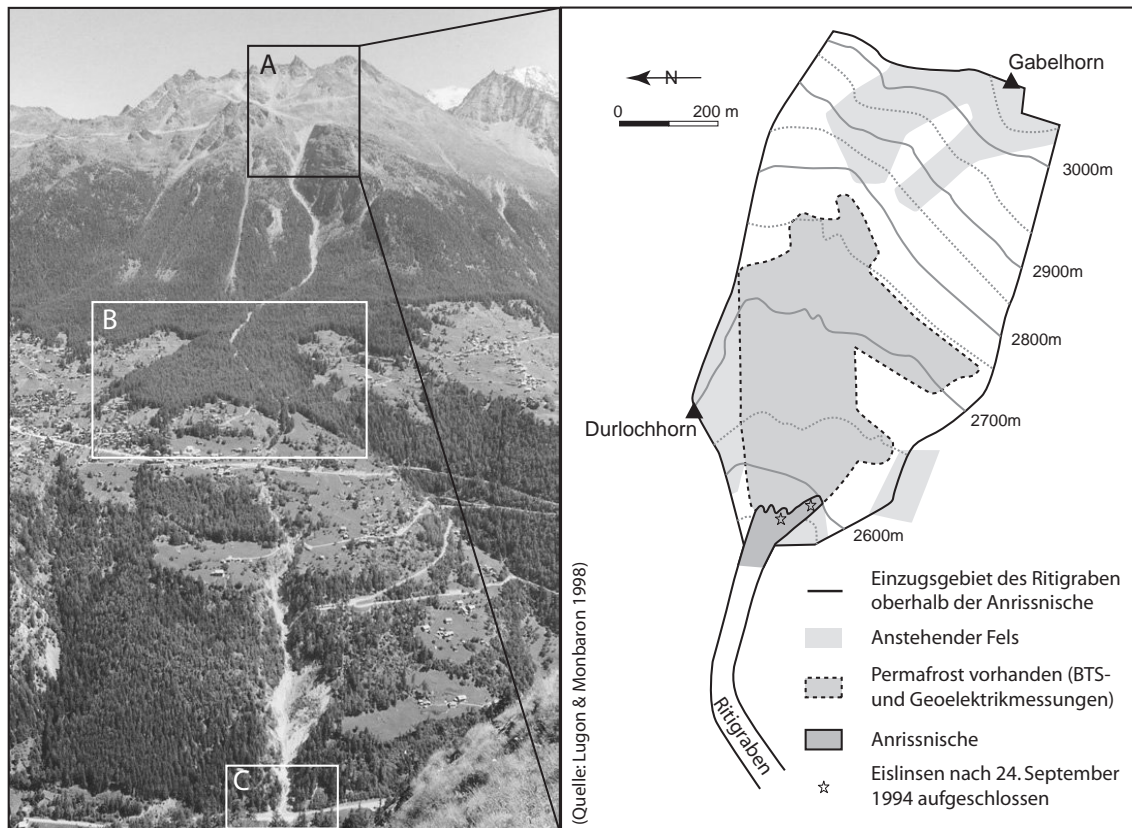 A
B
C
(Quelle: Lugon & Monbaron 1998)
N
0 200 m
Gabelhorn
3000m
2900m
2800m
2700m
Durlochhorn
2600m
Ritigraben
Einzugsgebiet des Ritigraben
oberhalb der Anrissnische
Anstehender Fels
Permafrost vorhanden (BTS-
und Geoelektrikmessungen)
Anrissnische
Eislinsen nach 24. September
1994 aufgeschlossen